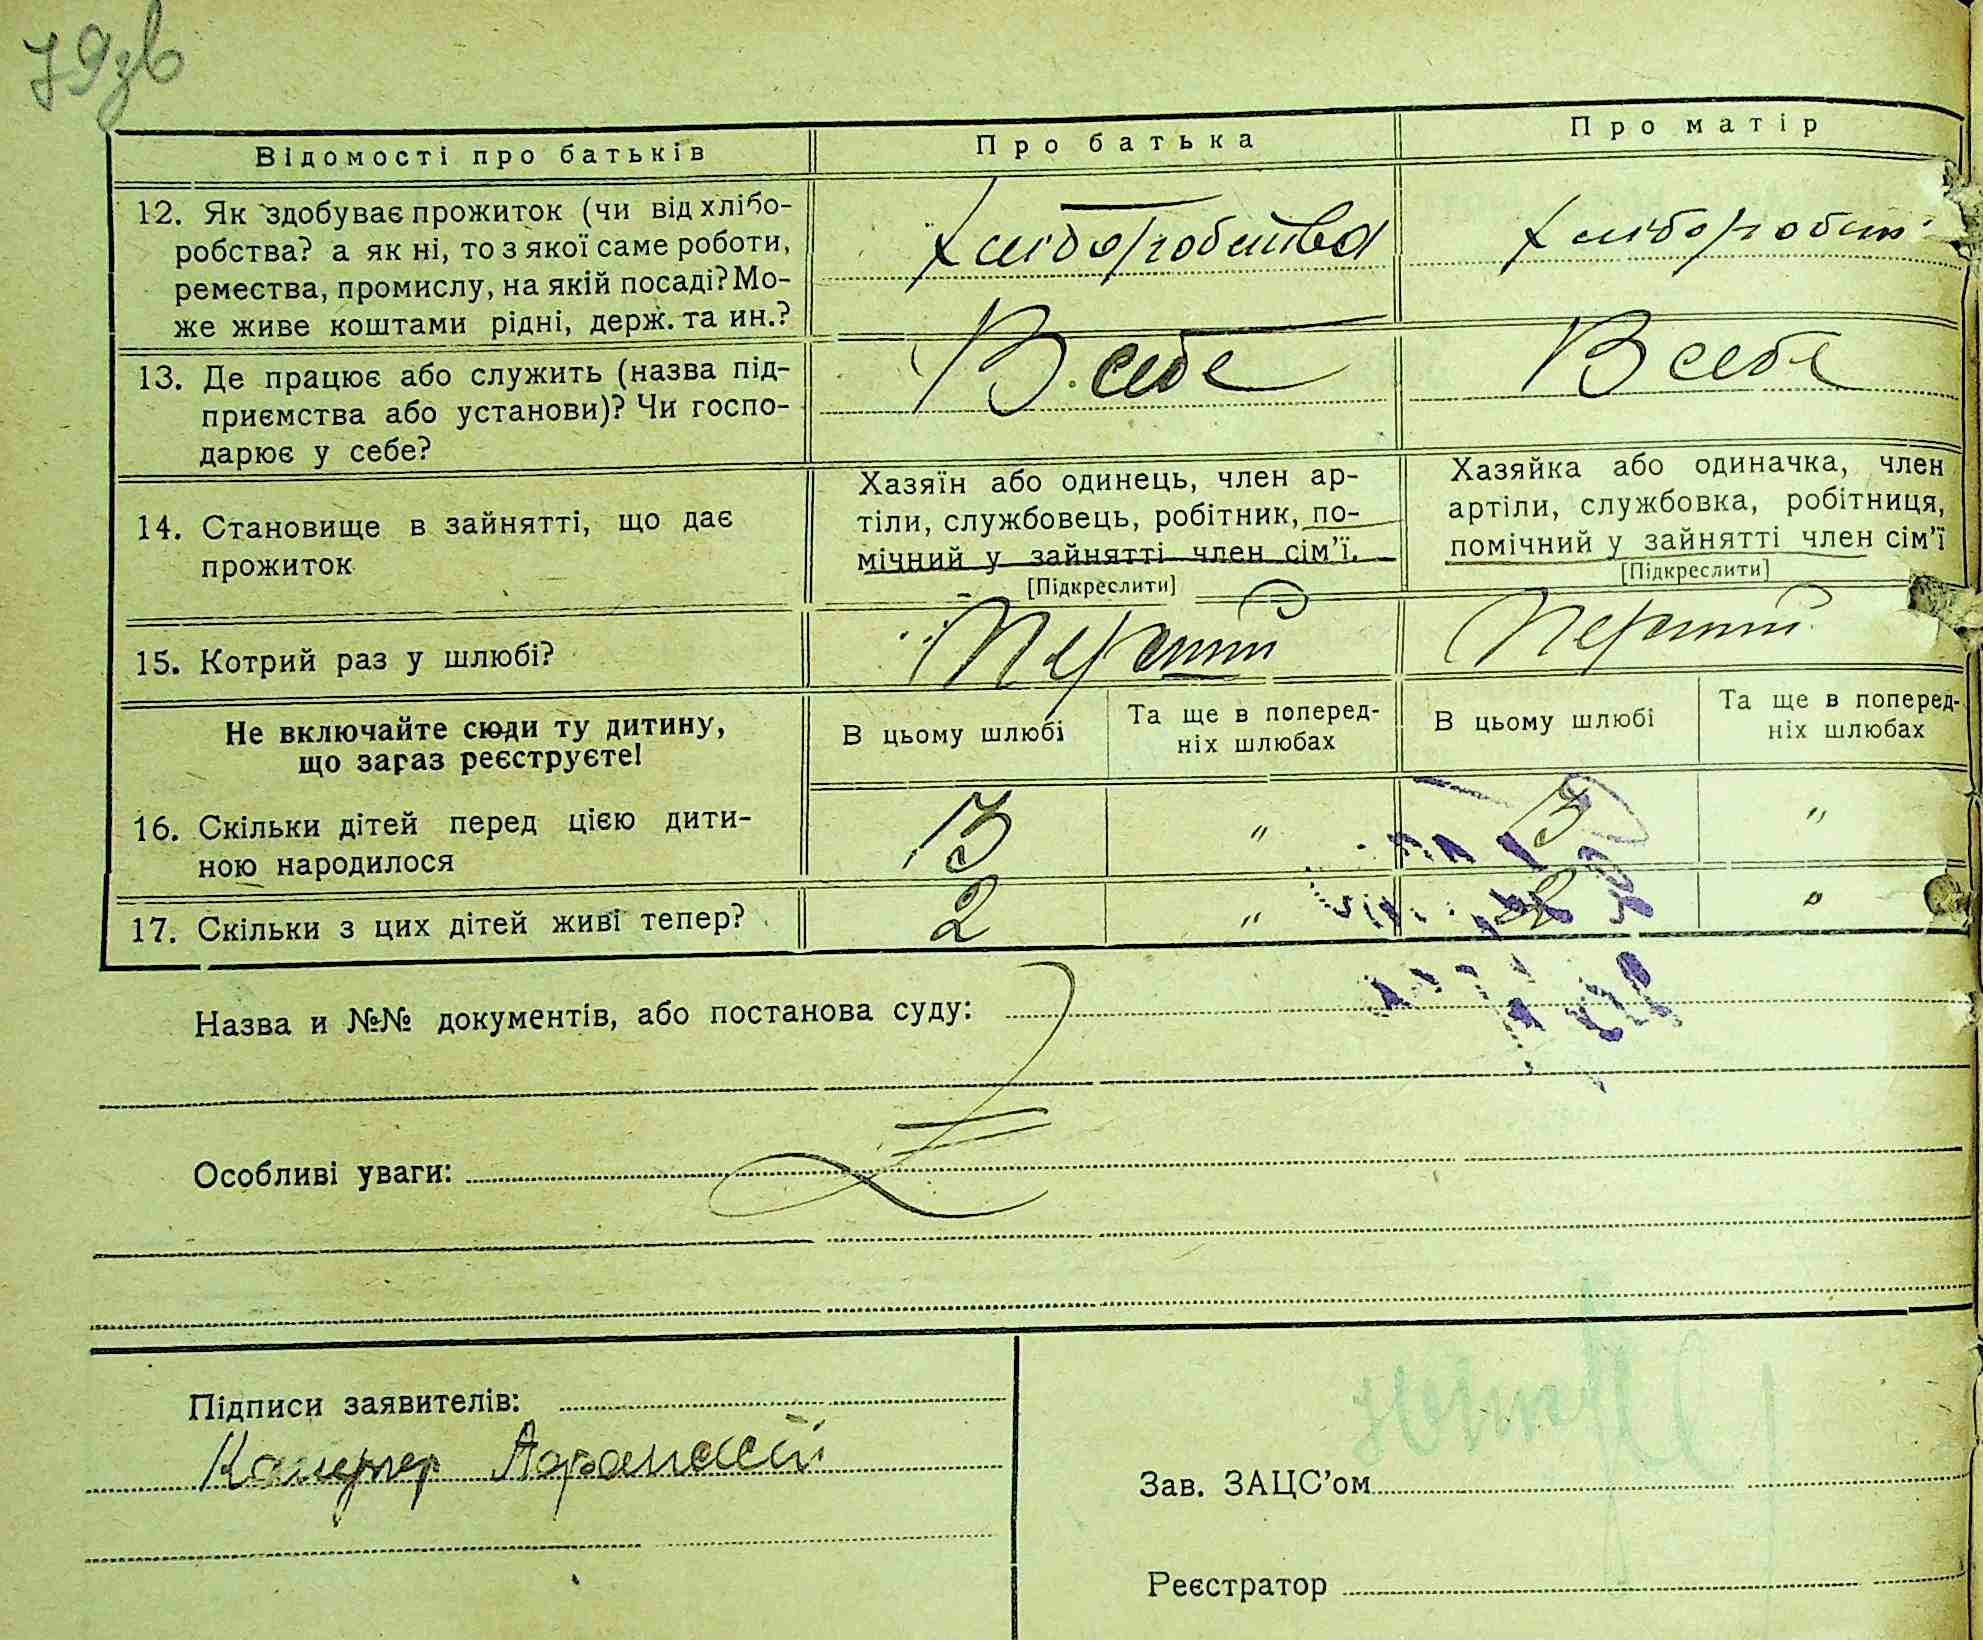 79зв
Відомості про батьків Про батька Про матір
12. Як здобуває прожиток (чи від хлібо-
робства? а як ні, то з якої саме роботи,
ремества, промислу, на якій посаді? Мо-
же живе коштами рідні, держ. та ин.?
Хліборобства Хлібороб
13. Де працює або служить (назва під-
приємства або установи)? Чи госпо-
дарює у себе?
В себе В себе
14. Становище в зайнятті, що дає
прожиток
Хазяїн або одинець, член ар-
тіли, службовець, робітник, по-
мічний у зайнятті член сім’ї.
[Підкреслити]
Хазяйка або одиначка, член
артіли, службовка, робітниця,
помічний у зайнятті член сім’ї
[Підкреслити]
15. Котрий раз у шлюбі? Перший Перший
Не включайте сюди ту дитину,
що зараз реєструєте!
В цьому шлюбі
Та ще в поперед-
ніх шлюбах
В цьому шлюбі
Та ще в поперед-
ніх шлюбах
16. Скільки дітей перед цією дити-
ною народилося
3 " 3 "
17. Скільки з цих дітей живі тепер? 2 " 2 "
Назва и №№ документів, або постанова суду:
Особливі уваги:
Підписи заявителів:
Зав. ЗАЦС’ом
Реєстратор